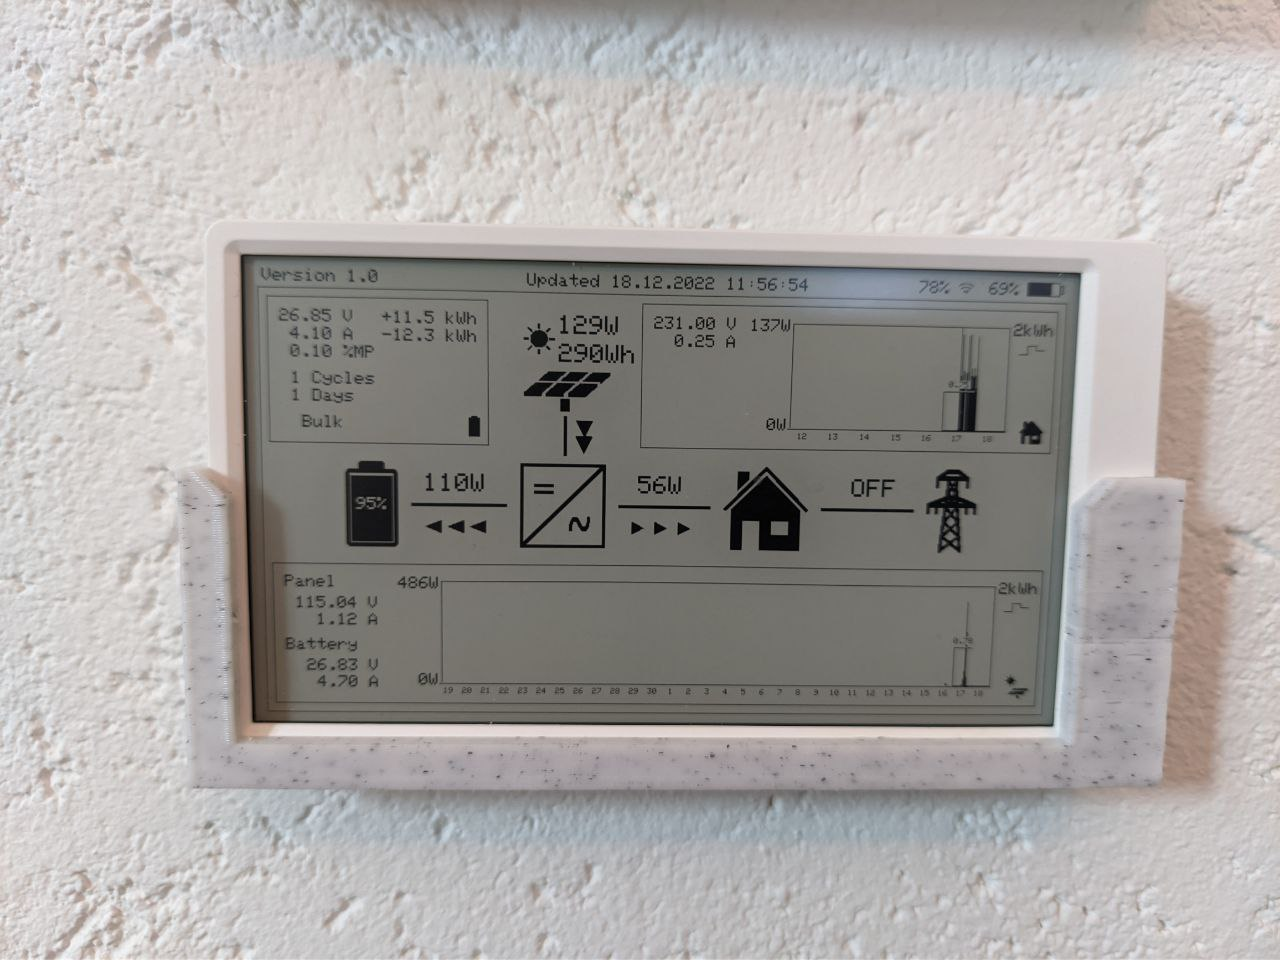 Version 1.0
Updated 18.12.2022 11:56:54
78% 69%
26.85 V +11.5 kWh
4.10 A -12.3 kWh
0.10 %MP
1 Cycles
1 Days
Bulk
129W
290Wh
231.00 V 137W
0.25 A
2kWh
0W
12 13 14 15 16 17 18
95%
110W
56W
OFF
Panel
115.04 V
1.12 A
Battery
26.83 V
4.70 A
486W
2kWh
0.78
0W
19 20 21 22 23 24 25 26 27 28 29 30 1 2 3 4 5 6 7 8 9 10 11 12 13 14 15 16 17 18